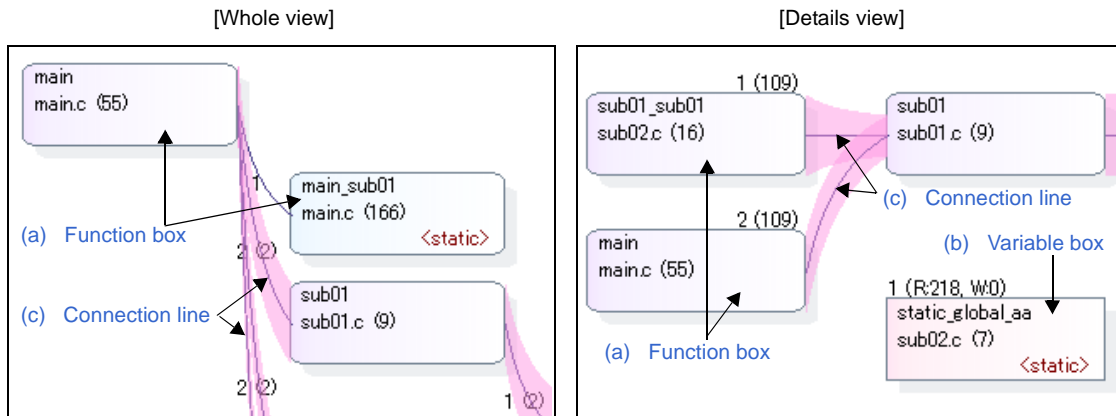 [Whole view]
main
main.c (55)
1
main_sub01
main.c (166)
<static>
(a) Function box
2 (2)
(c) Connection line
sub01
sub01.c (9)
2 (2)
1 (2)
[Details view]
1 (109)
sub01_sub01
sub02.c (16)
sub01
sub01.c (9)
(c) Connection line
2 (109)
main
main.c (55)
(b) Variable box
1 (R:218, W:0)
static_global_aa
sub02.c (7)
<static>
(a) Function box